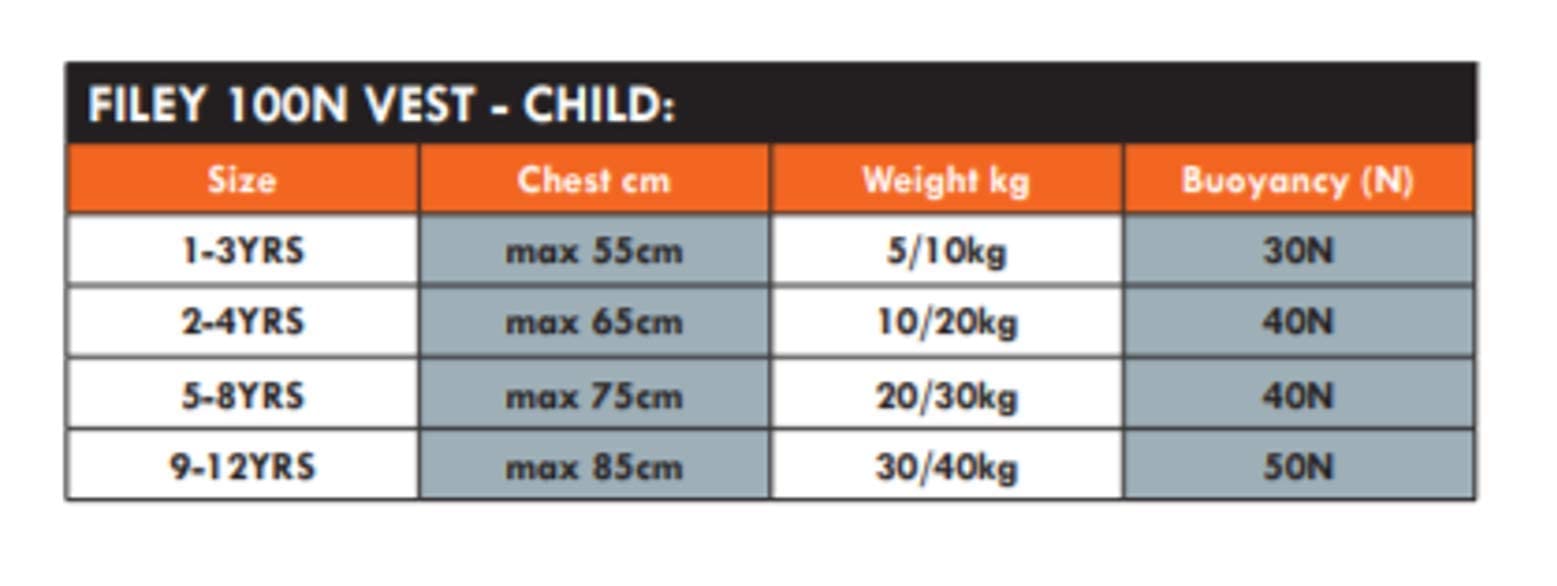 FILEY 100N VEST - CHILD:
Size Chest cm Weight kg Buoyancy (N)
1-3YRS max 55cm 5/10kg 30N
2-4YRS max 65cm 10/20kg 40N
5-8YRS max 75cm 20/30kg 40N
9-12YRS max 85cm 30/40kg 50N